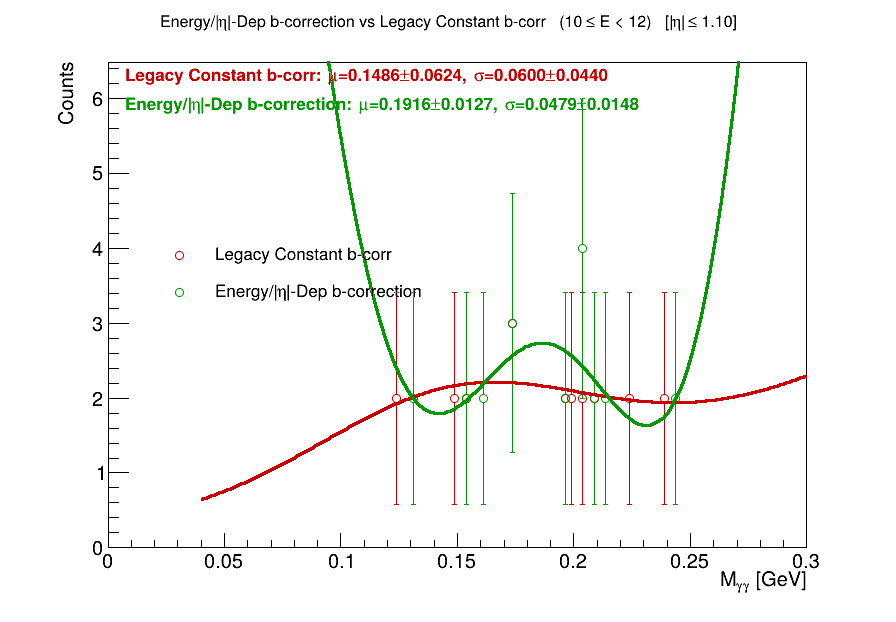 Energy/|η|-Dep b-correction vs Legacy Constant b-corr (10 ≤ E < 12) [|η| ≤ 1.10]
Counts
Legacy Constant b-corr: μ=0.1486±0.0624, σ=0.0600±0.0440
Energy/|η|-Dep b-correction: μ=0.1916±0.0127, σ=0.0479±0.0148
Legacy Constant b-corr
Energy/|η|-Dep b-correction
6
5
4
3
2
1
0
0 0.05 0.1 0.15 0.2 0.25 0.3
Mγγ [GeV]